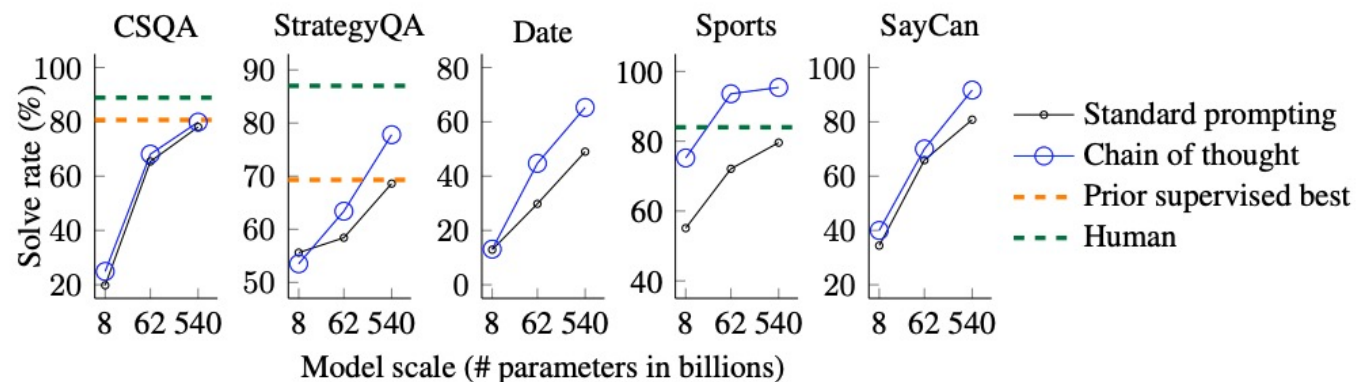 CSQA StrategyQA Date Sports SayCan
Solve rate (%)
100
80
60
40
20
8 62 540
90
80
70
60
50
8 62 540
80
60
40
20
0
8 62 540
100
80
60
40
8 62 540
100
80
60
40
20
8 62 540
Model scale (# parameters in billions)
Standard prompting
Chain of thought
Prior supervised best
Human